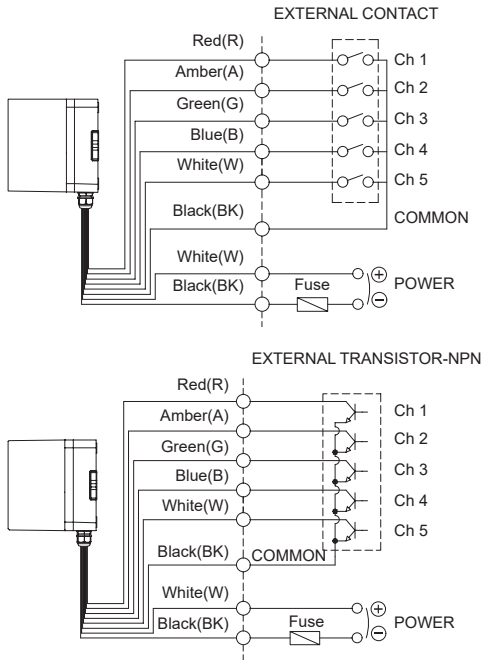 EXTERNAL CONTACT
Red(R)
Ch 1
Amber(A)
Ch 2
Green(G)
Ch 3
Blue(B)
Ch 4
White(W)
Ch 5
Black(BK)
COMMON
White(W)
Black(BK)
Fuse
+
POWER
−
EXTERNAL TRANSISTOR-NPN
Red(R)
Ch 1
Amber(A)
Ch 2
Green(G)
Ch 3
Blue(B)
Ch 4
White(W)
Ch 5
Black(BK)
COMMON
White(W)
Black(BK)
Fuse
+
POWER
−